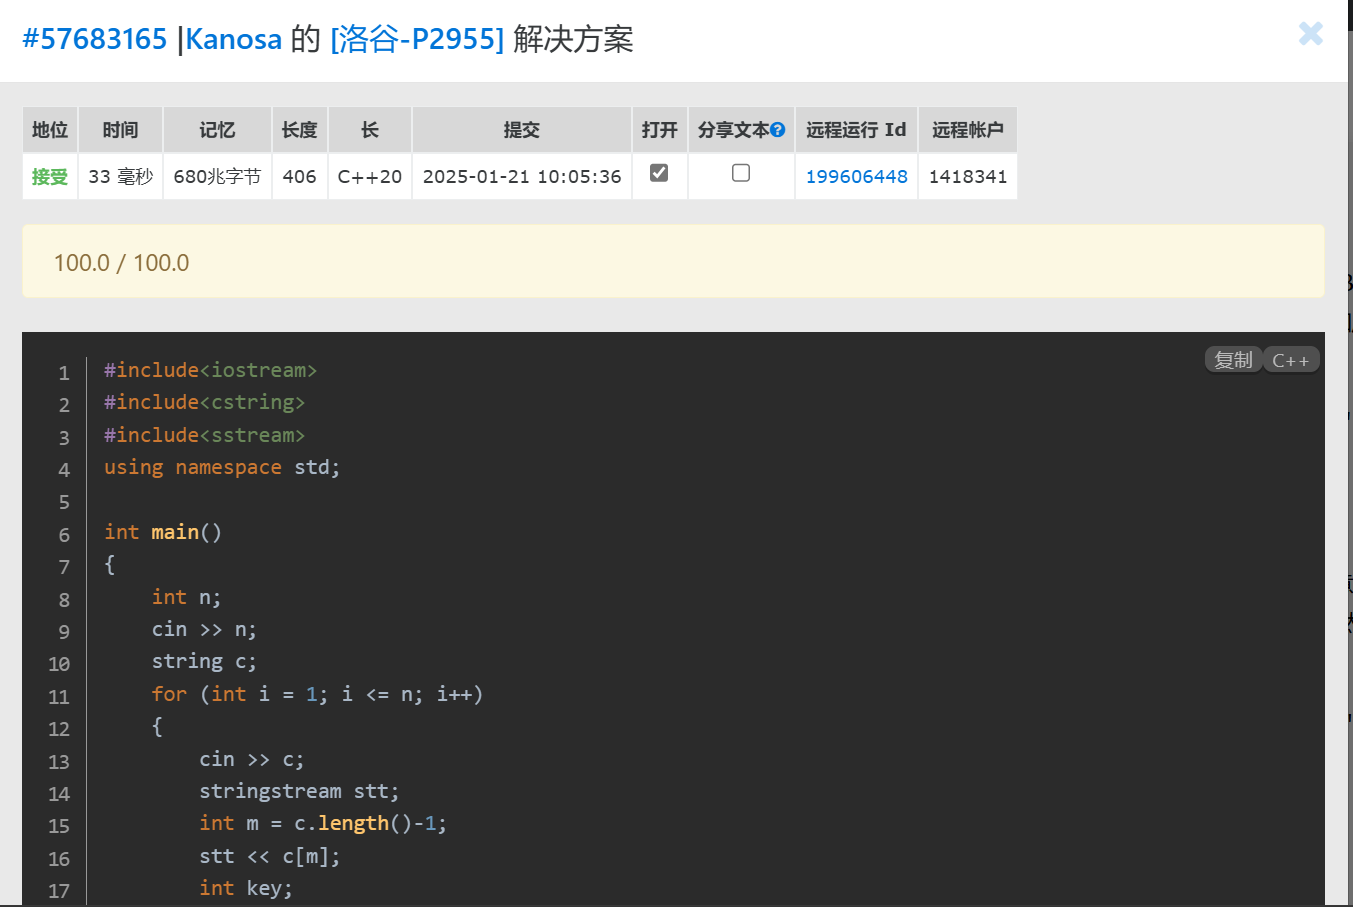 #57683165 |Kanosa 的 [洛谷-P2955] 解决方案
地位 时间 记忆 长度 长 提交 打开 分享文本 远程运行 Id 远程帐户
接受 33 毫秒 680兆字节 406 C++20 2025-01-21 10:05:36 199606448 1418341
100.0 / 100.0
复制 C++
1 #include<iostream>
2 #include<cstring>
3 #include<sstream>
4 using namespace std;
5
6 int main()
7 {
8 int n;
9 cin >> n;
10 string c;
11 for (int i = 1; i <= n; i++)
12 {
13 cin >> c;
14 stringstream stt;
15 int m = c.length()-1;
16 stt << c[m];
17 int key;